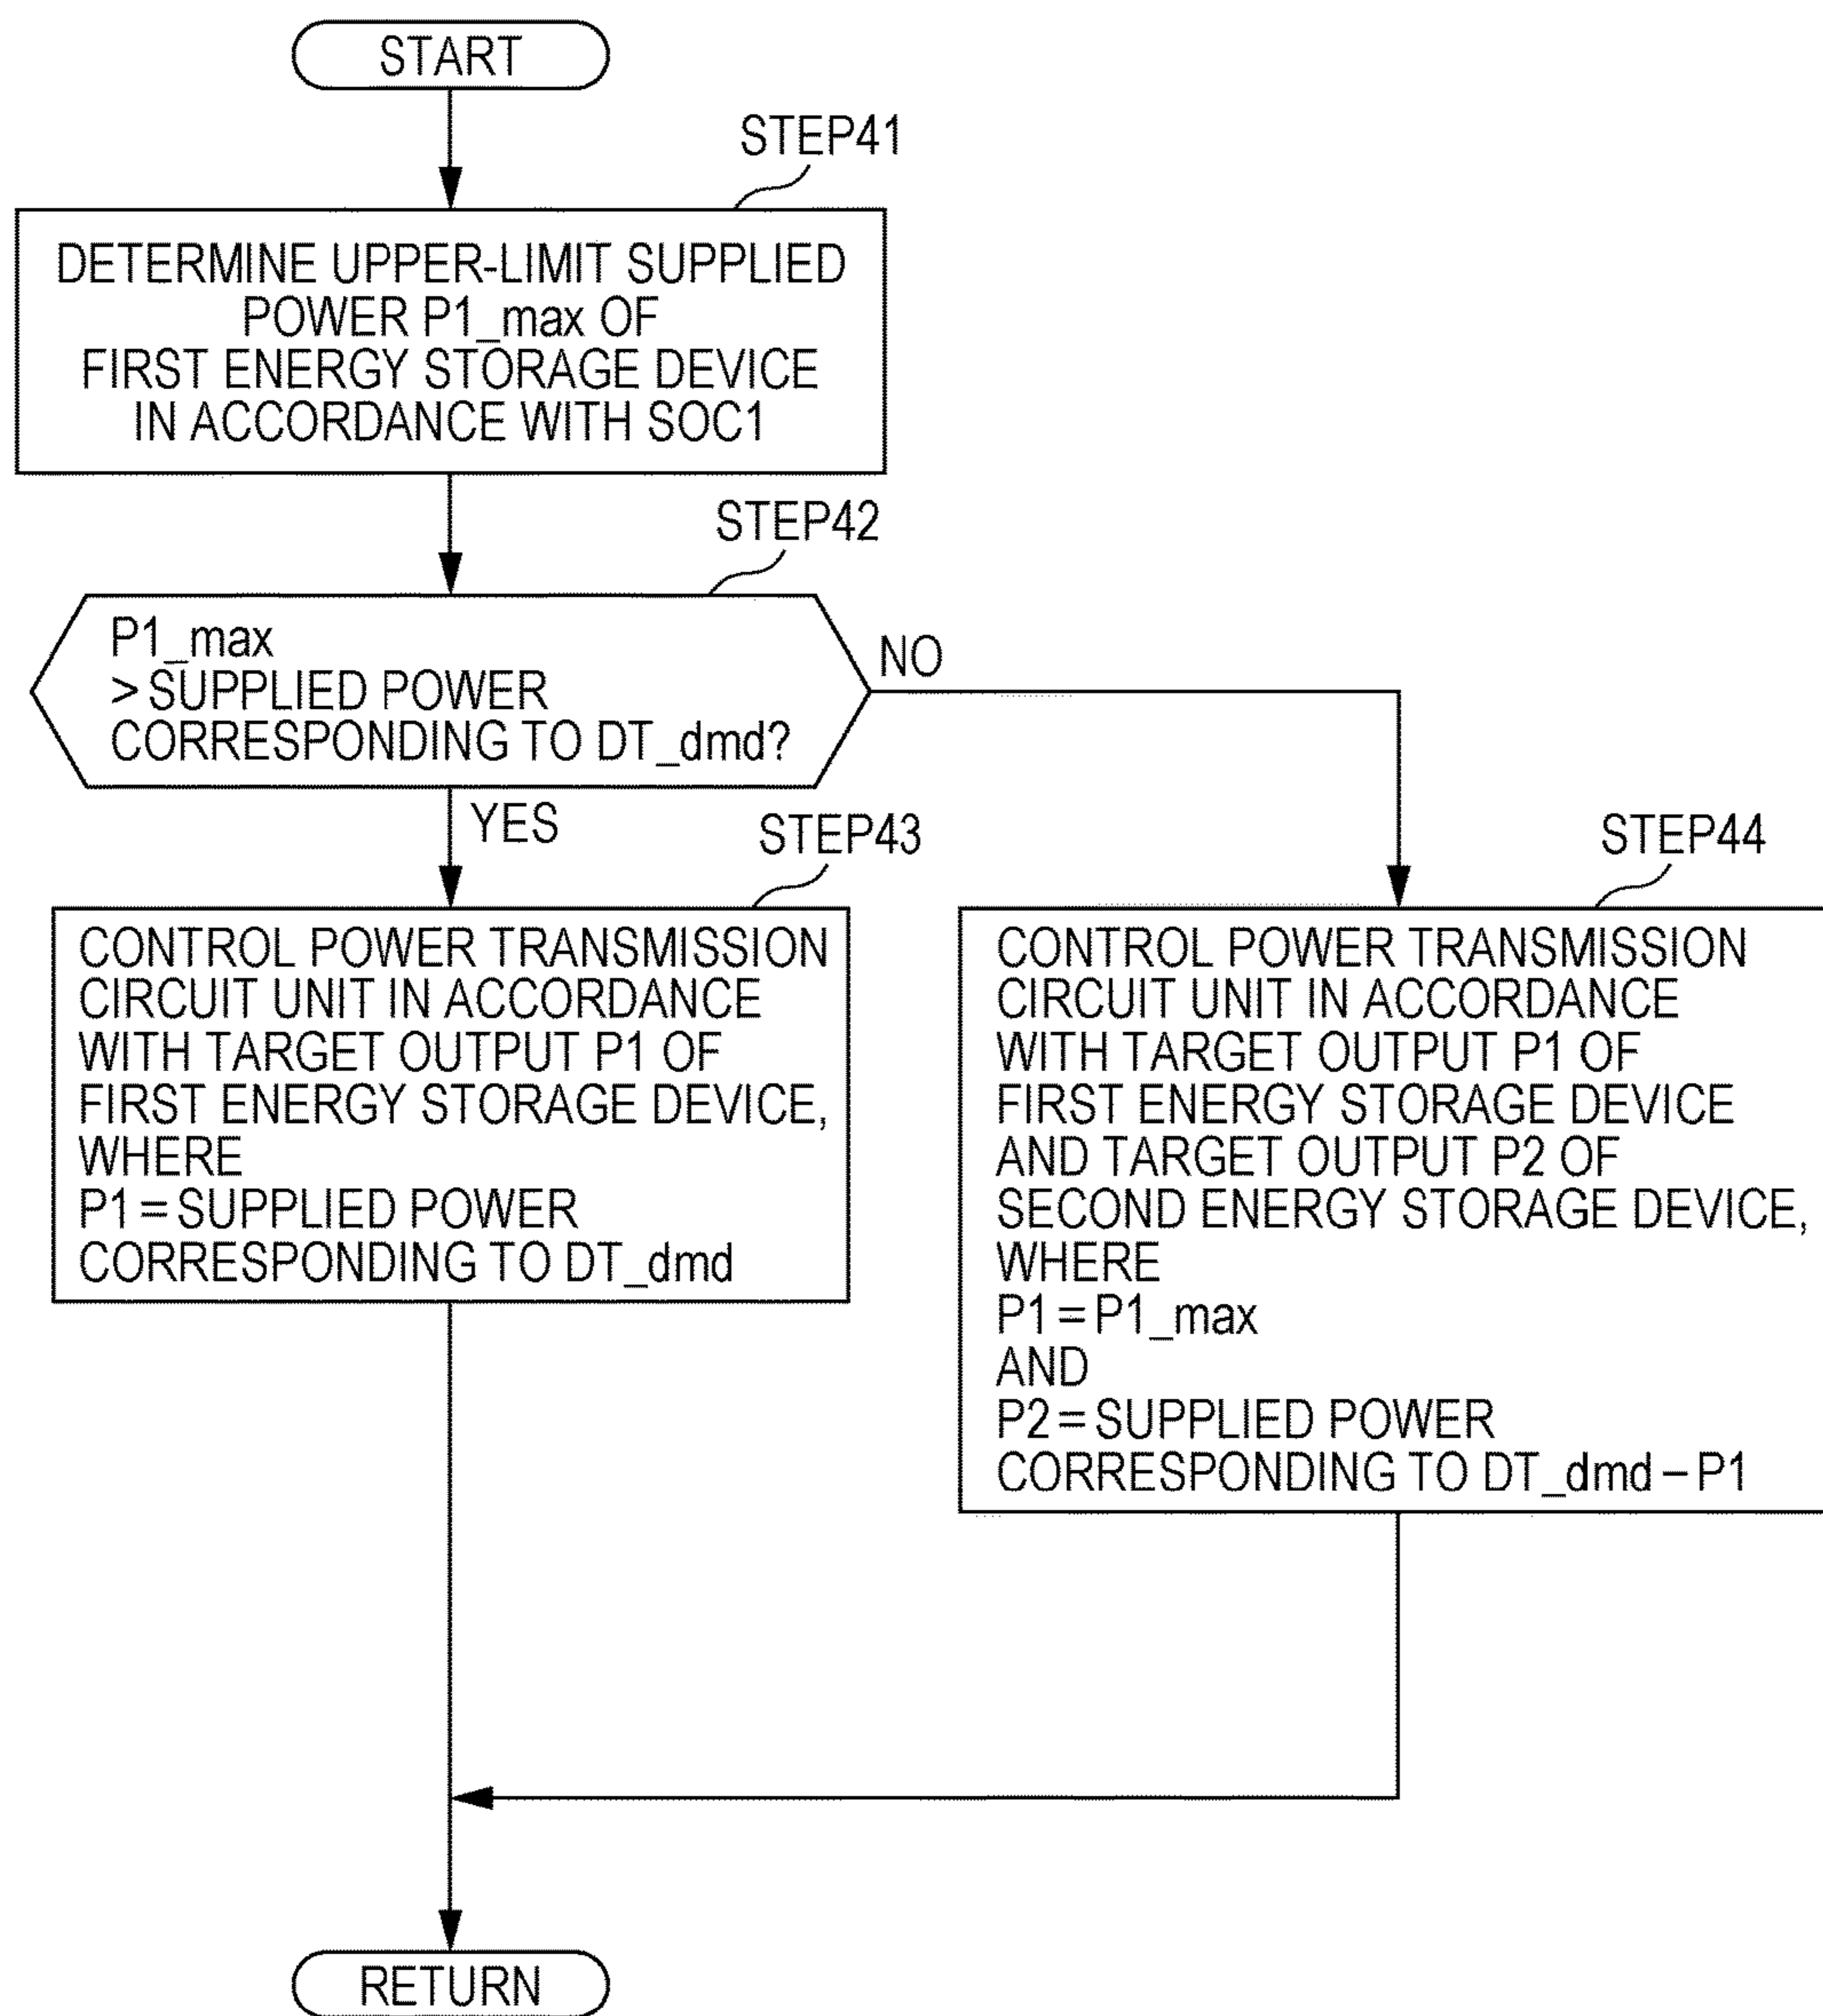 START
STEP41
DETERMINE UPPER-LIMIT SUPPLIED
POWER P1_max OF
FIRST ENERGY STORAGE DEVICE
IN ACCORDANCE WITH SOC1
STEP42
P1_max
> SUPPLIED POWER
CORRESPONDING TO DT_dmd?
NO
YES
STEP43
CONTROL POWER TRANSMISSION
CIRCUIT UNIT IN ACCORDANCE
WITH TARGET OUTPUT P1 OF
FIRST ENERGY STORAGE DEVICE,
WHERE
P1 = SUPPLIED POWER
CORRESPONDING TO DT_dmd
STEP44
CONTROL POWER TRANSMISSION
CIRCUIT UNIT IN ACCORDANCE
WITH TARGET OUTPUT P1 OF
FIRST ENERGY STORAGE DEVICE
AND TARGET OUTPUT P2 OF
SECOND ENERGY STORAGE DEVICE,
WHERE
P1 = P1_max
AND
P2 = SUPPLIED POWER
CORRESPONDING TO DT_dmd – P1
RETURN